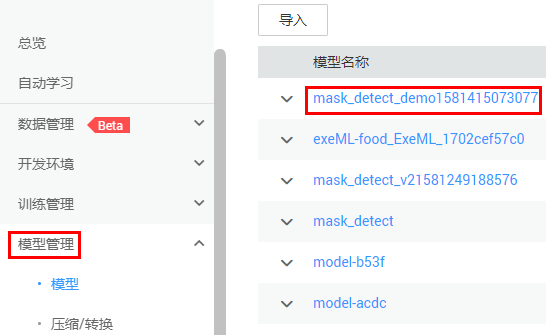 总览
自动学习
数据管理 Beta
开发环境
训练管理
模型管理
模型
压缩/转换
导入
模型名称
mask_detect_demo1581415073077
exeML-food_ExeML_1702cef57c0
mask_detect_v21581249188576
mask_detect
model-b53f
model-acdc